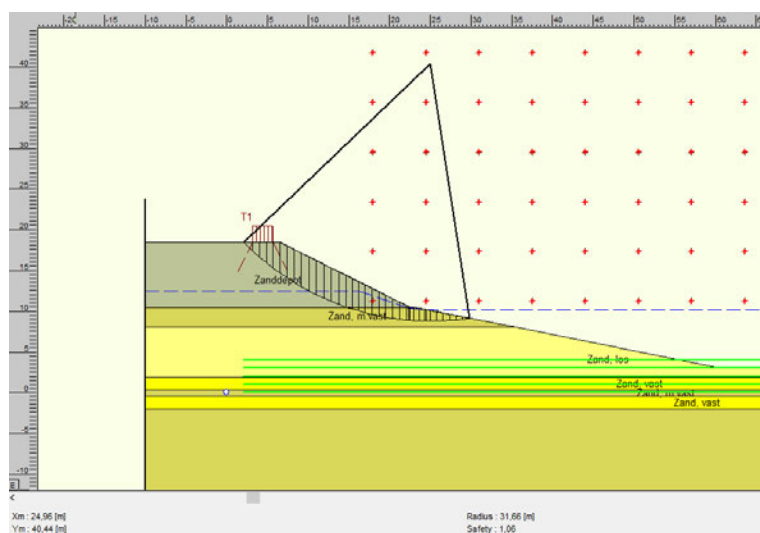 -20 -15 -10 -5 0 5 10 15 20 25 30 35 40 45 50 55 60
40
35
30
25
20
15
10
5
0
-5
-10
T1
Zanddepot
Zand, m.vast
Zand, los
Zand, vast
Zand, m.vast
Zand, vast
E
Xm : 24,96 [m]
Radius : 31,66 [m]
Ym : 40,44 [m]
Safety : 1,06